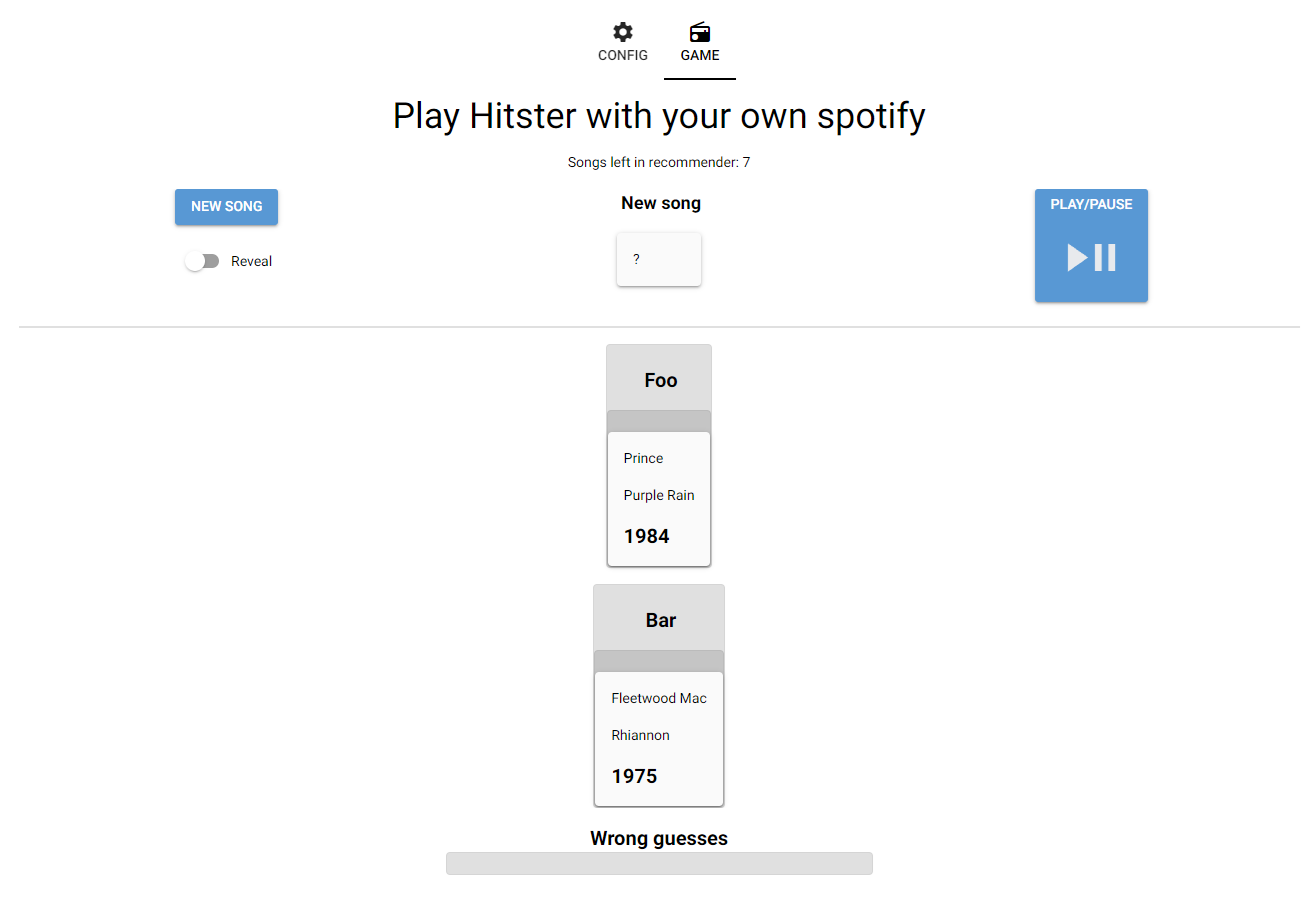 CONFIG GAME
Play Hitster with your own spotify
Songs left in recommender: 7
NEW SONG
Reveal
New song
?
PLAY/PAUSE
Foo
Prince
Purple Rain
1984
Bar
Fleetwood Mac
Rhiannon
1975
Wrong guesses